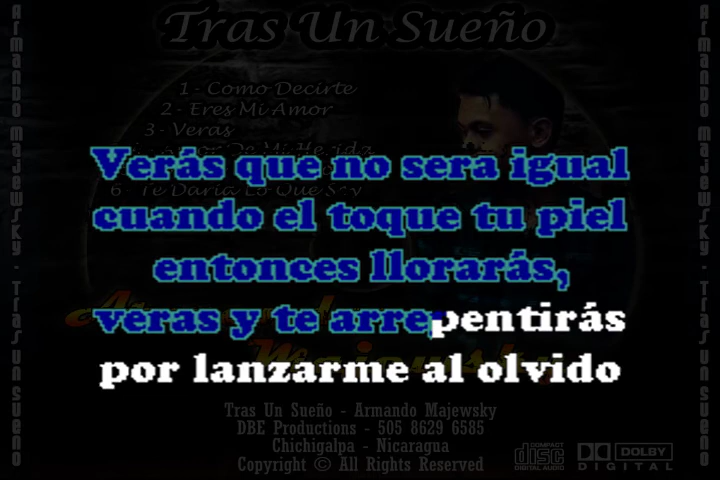 Tras Un Sueño
1- Como Decirte
2- Eres Mi Amor
3- Veras
Verás que no sera igual
cuando el toque tu piel
entonces llorarás,
veras y te arrepentirás
por lanzarme al olvido
Tras Un Sueño - Armando Majewsky
DBE Productions - 505 8629 6585
Chichigalpa - Nicaragua
Copyright © All Rights Reserved
COMPACT
disc
DIGITAL AUDIO
DOLBY
DIGITAL
Armando Majewsky - Tras un sueno
Armando Majewsky - Tras un sueno